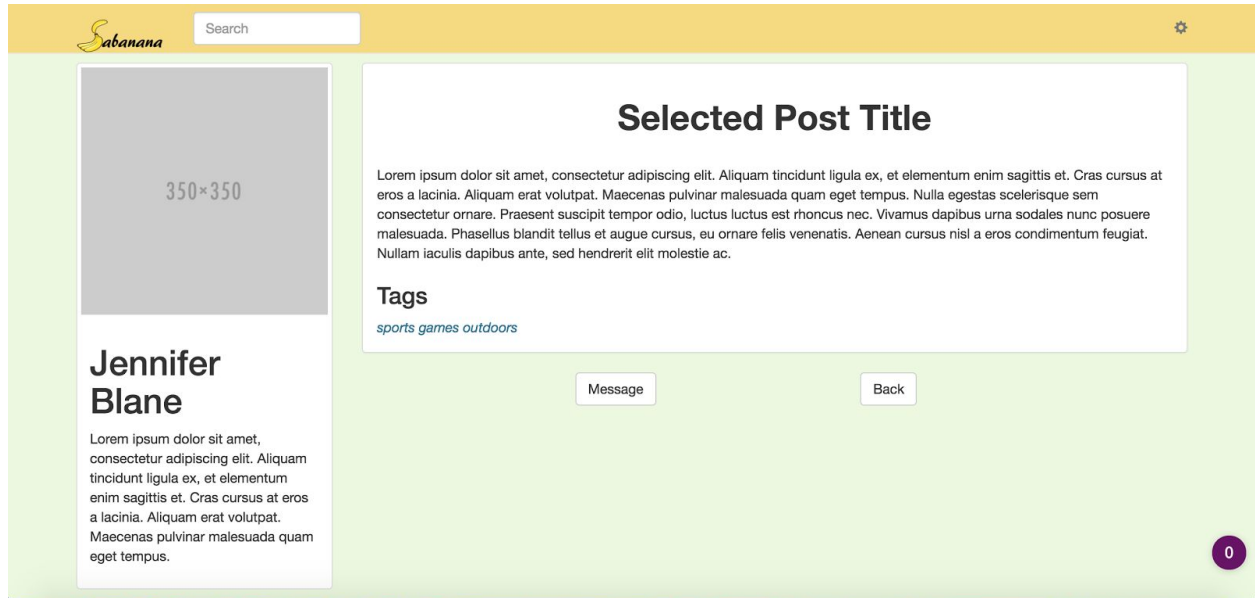 Sabanana
Search
350×350
Jennifer
Blane
Lorem ipsum dolor sit amet,
consectetur adipiscing elit. Aliquam
tincidunt ligula ex, et elementum
enim sagittis et. Cras cursus at eros
a lacinia. Aliquam erat volutpat.
Maecenas pulvinar malesuada quam
eget tempus.
Selected Post Title
Lorem ipsum dolor sit amet, consectetur adipiscing elit. Aliquam tincidunt ligula ex, et elementum enim sagittis et. Cras cursus at
eros a lacinia. Aliquam erat volutpat. Maecenas pulvinar malesuada quam eget tempus. Nulla egestas scelerisque sem
consectetur ornare. Praesent suscipit tempor odio, luctus luctus est rhoncus nec. Vivamus dapibus urna sodales nunc posuere
malesuada. Phasellus blandit tellus et augue cursus, eu ornare felis venenatis. Aenean cursus nisl a eros condimentum feugiat.
Nullam iaculis dapibus ante, sed hendrerit elit molestie ac.
Tags
sports games outdoors
Message
Back
0